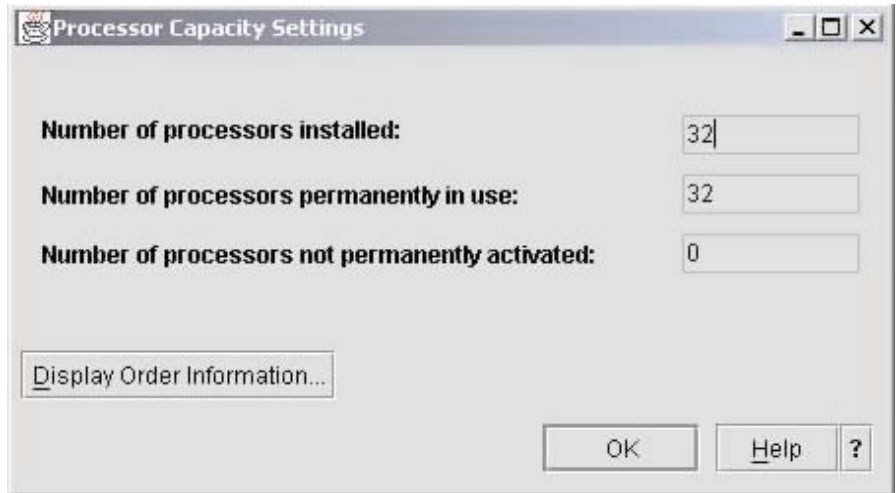 Processor Capacity Settings
Number of processors installed: 32
Number of processors permanently in use: 32
Number of processors not permanently activated: 0
Display Order Information...
OK Help ?